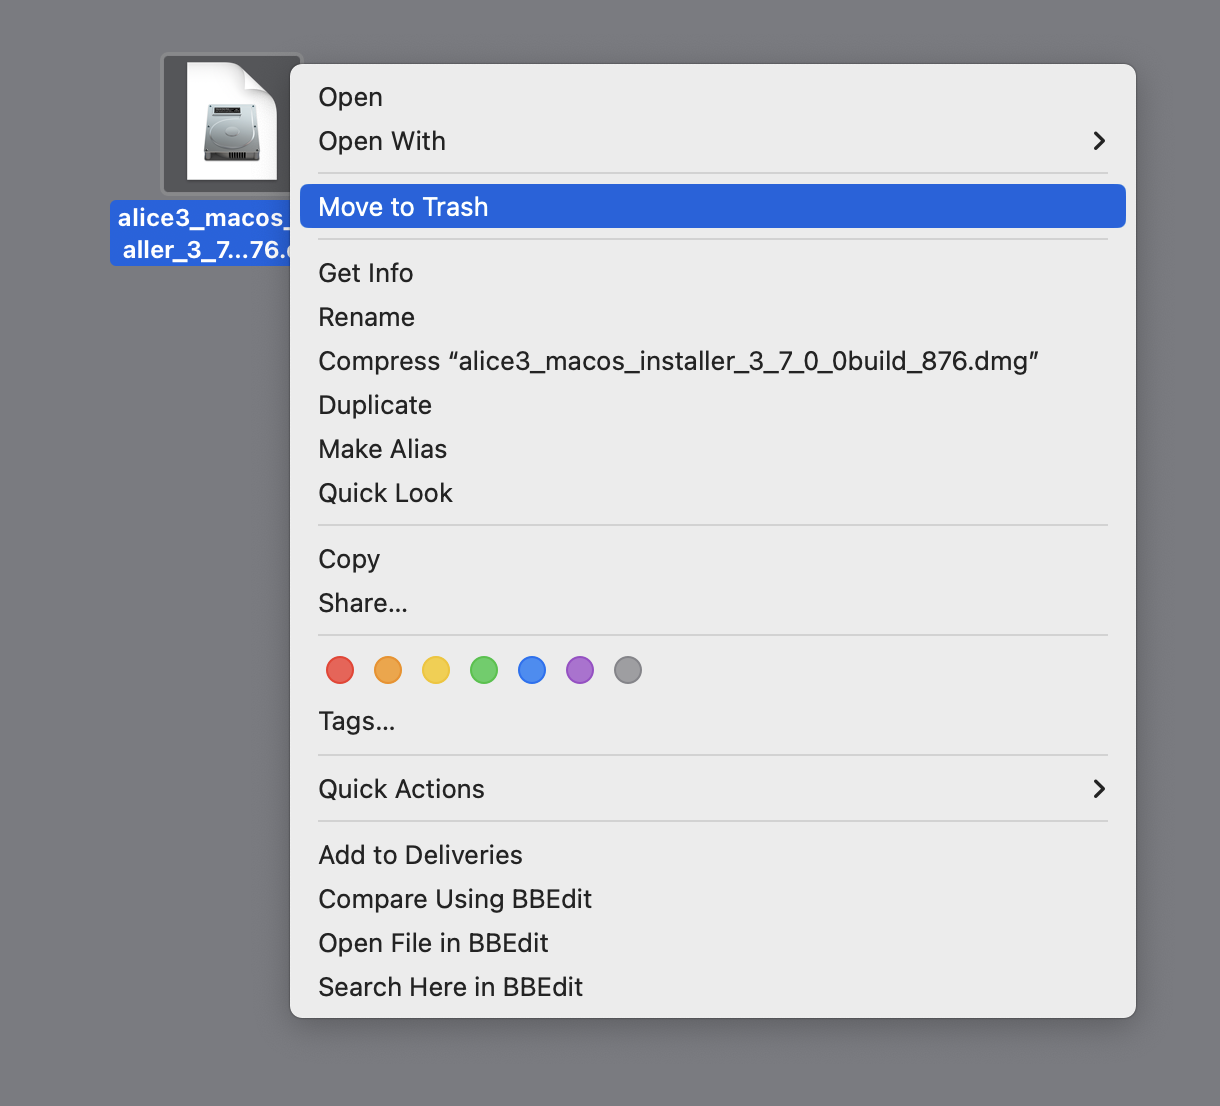 alice3_macos_
aller_3_7...76.
Open
Open With
Move to Trash
Get Info
Rename
Compress “alice3_macos_installer_3_7_0_0build_876.dmg”
Duplicate
Make Alias
Quick Look
Copy
Share...
Tags...
Quick Actions
Add to Deliveries
Compare Using BBEdit
Open File in BBEdit
Search Here in BBEdit